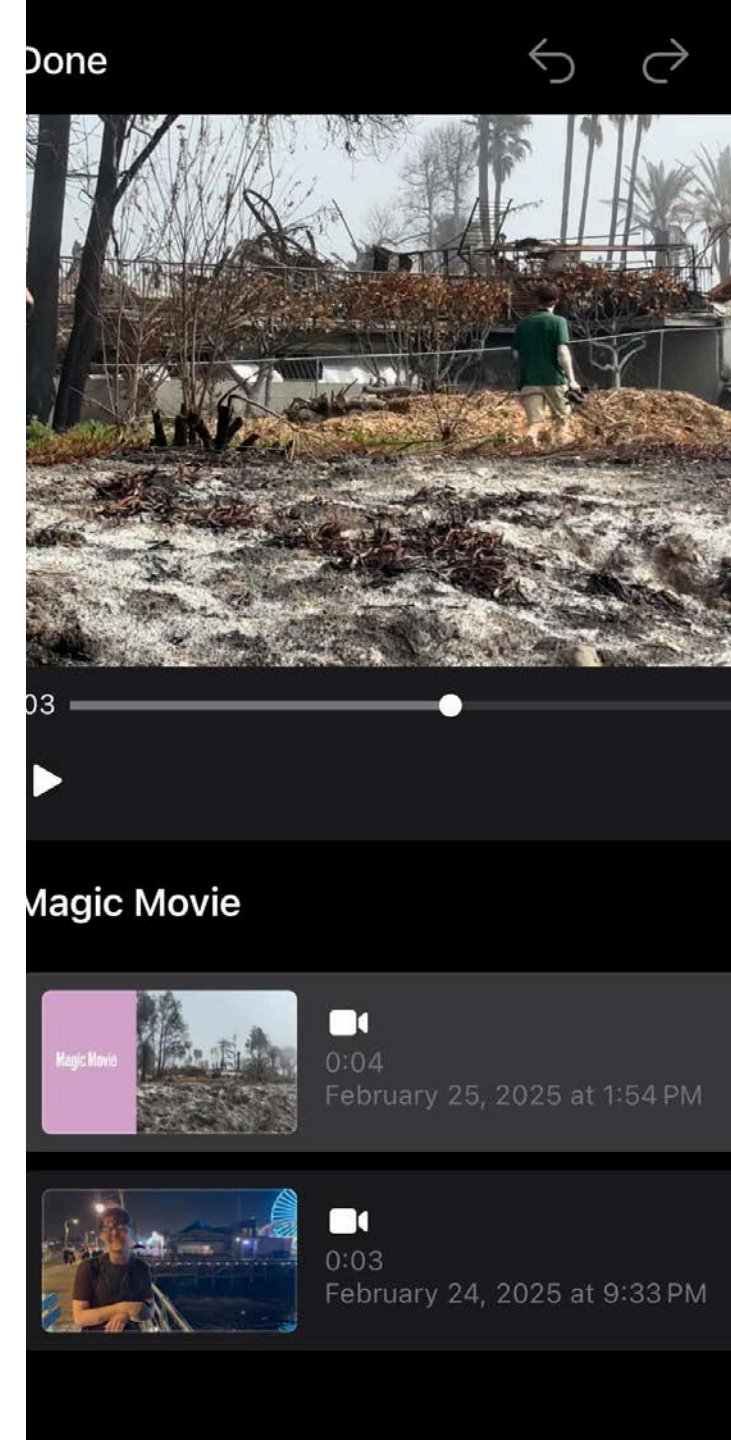 Done
03
Magic Movie
Magic Movie
0:04
February 25, 2025 at 1:54 PM
0:03
February 24, 2025 at 9:33 PM